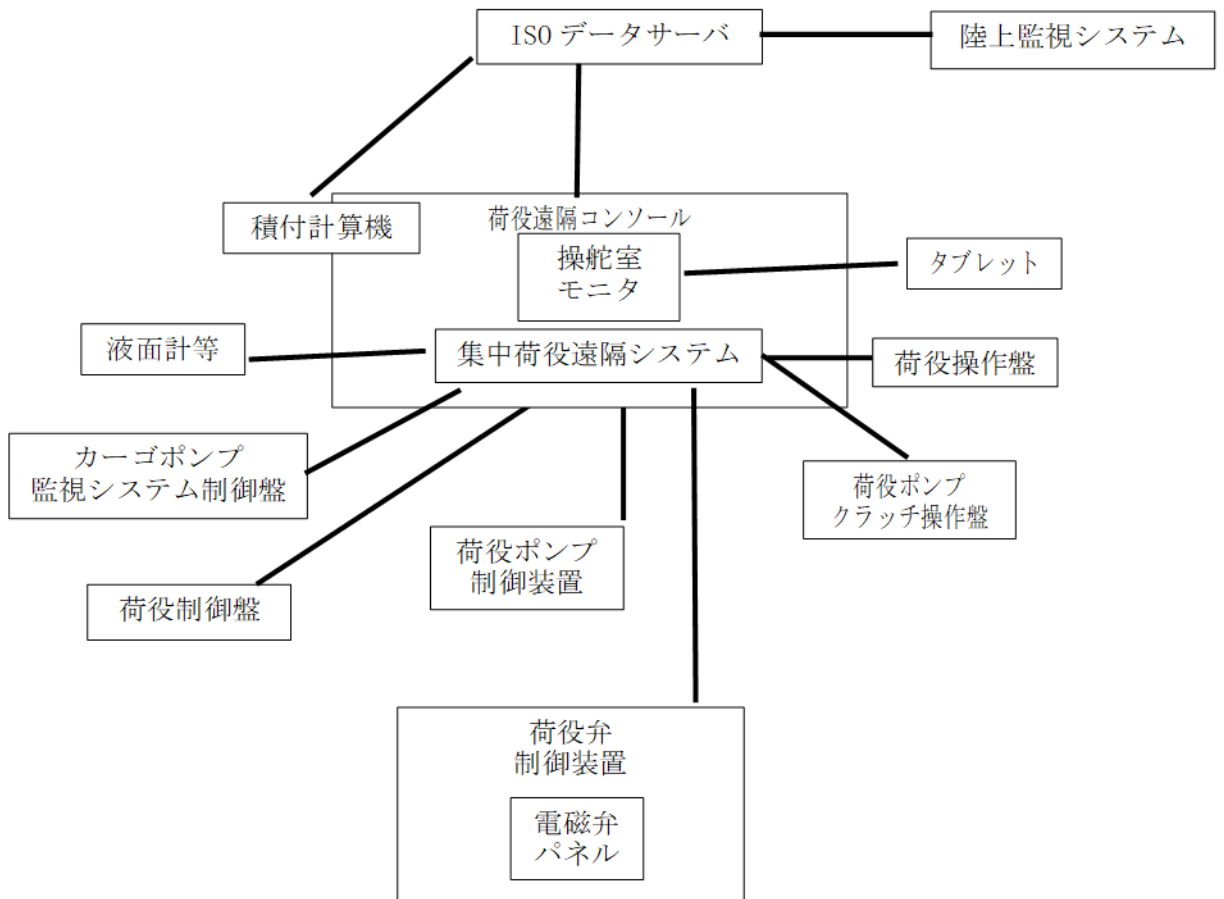 ISO データサーバ
陸上監視システム
積付計算機
荷役遠隔コンソール
操舵室
モニタ
タブレット
液面計等
集中荷役遠隔システム
荷役操作盤
カーゴポンプ
監視システム制御盤
荷役ポンプ
クラッチ操作盤
荷役ポンプ
制御装置
荷役制御盤
荷役弁
制御装置
電磁弁
パネル